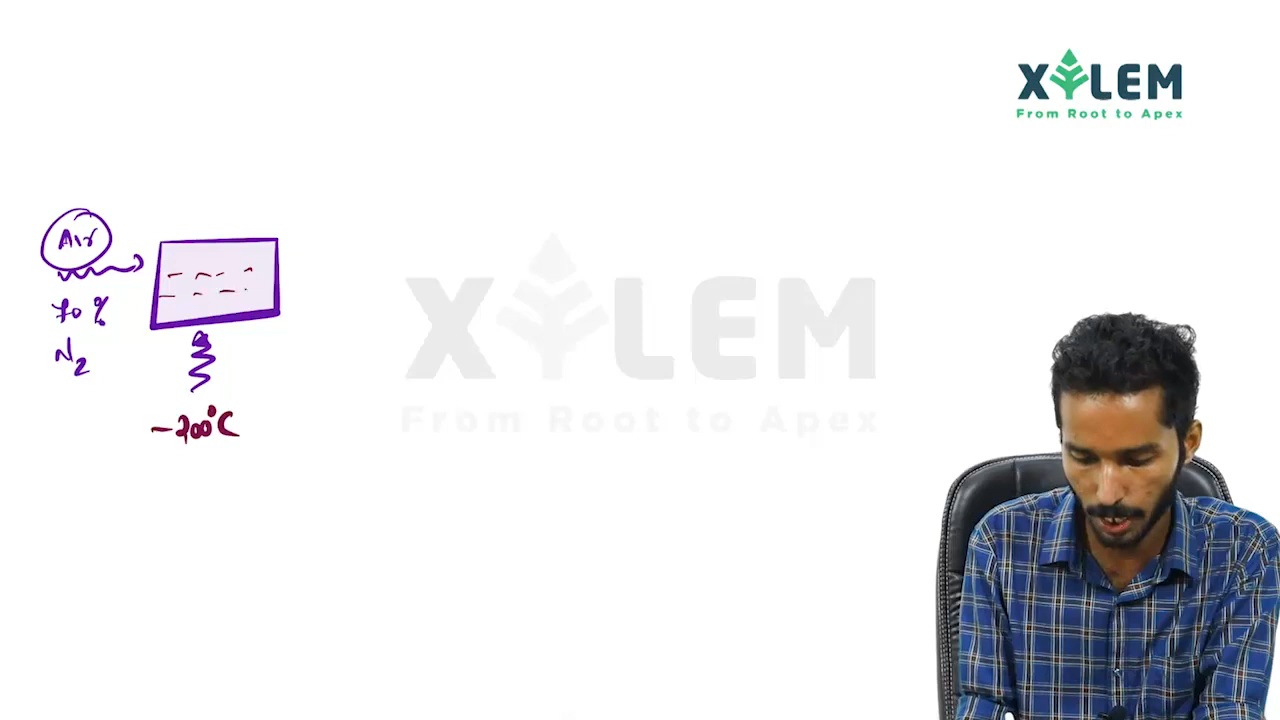 XYLEM
From Root to Apex
Air
70 %
N2
-200°C
XYLEM
From Root to Apex